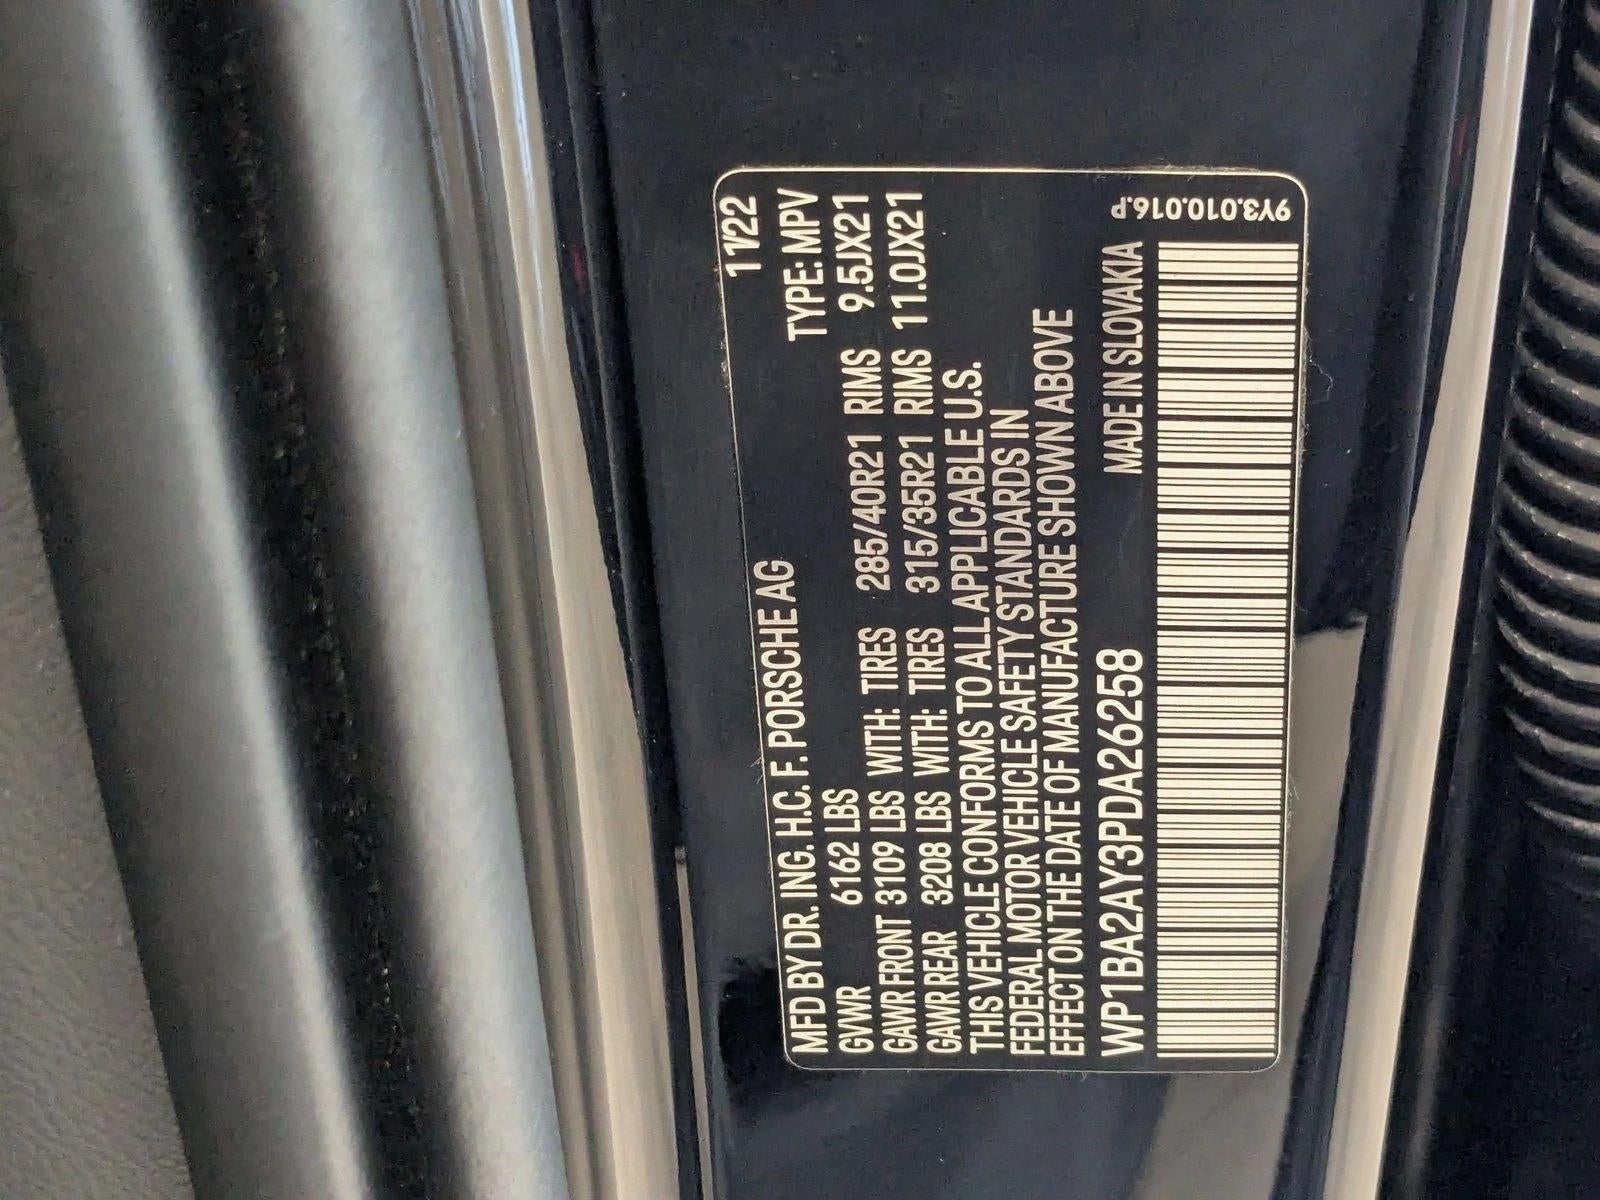 MFD BY DR. ING. H.C. F. PORSCHE AG 11/22
GVWR 6162 LBS TYPE: MPV
GAWR FRONT 3109 LBS WITH: TIRES 285/40R21 RIMS 9.5JX21
GAWR REAR 3208 LBS WITH: TIRES 315/35R21 RIMS 11.0JX21
THIS VEHICLE CONFORMS TO ALL APPLICABLE U.S.
FEDERAL MOTOR VEHICLE SAFETY STANDARDS IN
EFFECT ON THE DATE OF MANUFACTURE SHOWN ABOVE
WP1BA2AY3PDA26258 MADE IN SLOVAKIA
9Y3.010.016.P